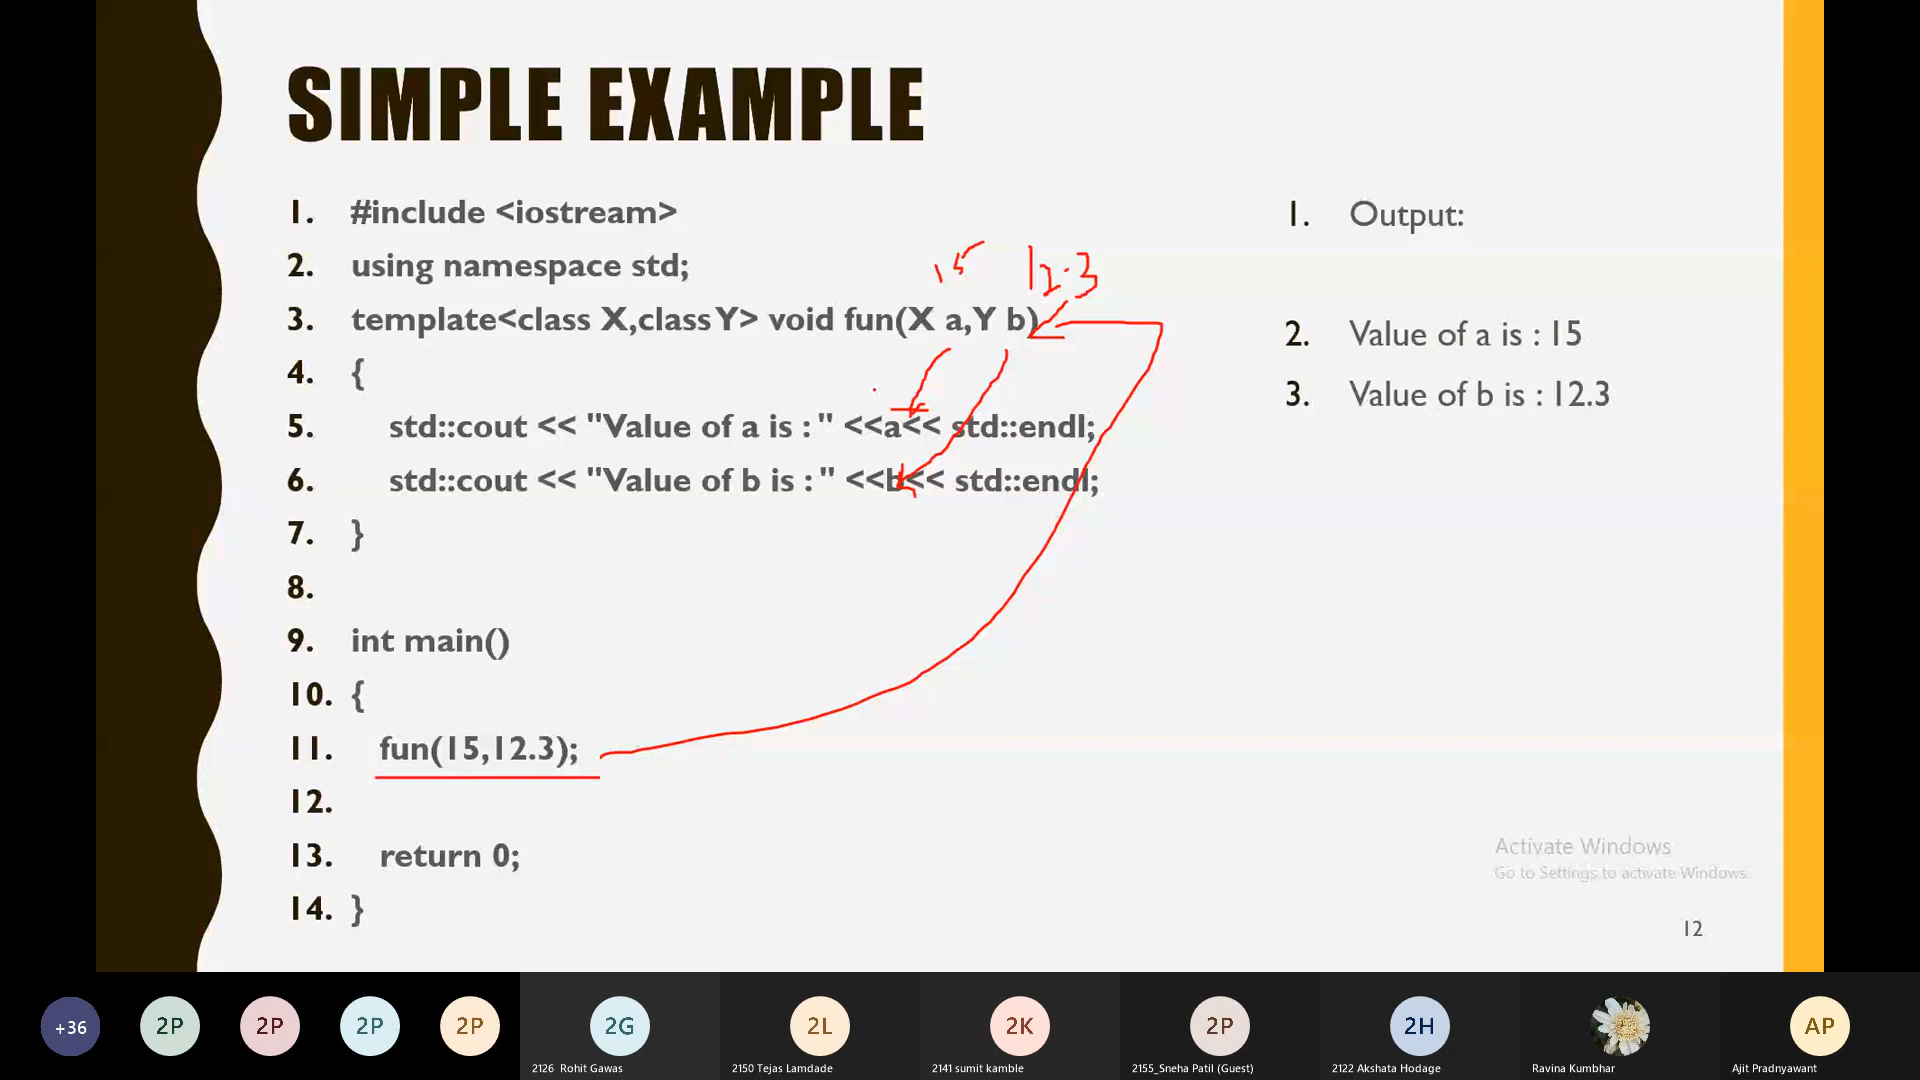 SIMPLE EXAMPLE
1. #include <iostream>
2. using namespace std;
15 12.3
3. template<class X,class Y> void fun(X a,Y b)
4. {
5. std::cout << "Value of a is : " <<a<< std::endl;
6. std::cout << "Value of b is : " <<b<< std::endl;
7. }
8.
9. int main()
10. {
11. fun(15,12.3);
12.
13. return 0;
14. }
1. Output:
2. Value of a is : 15
3. Value of b is : 12.3
Activate Windows
Go to Settings to activate Windows.
12
+36 2P 2P 2P 2P 2G 2L 2K 2P 2H AP
2126 Rohit Gawas
2150 Tejas Lamdade
2141 sumit kamble
2155_Sneha Patil (Guest)
2122 Akshata Hodage
Ravina Kumbhar
Ajit Pradnyawant